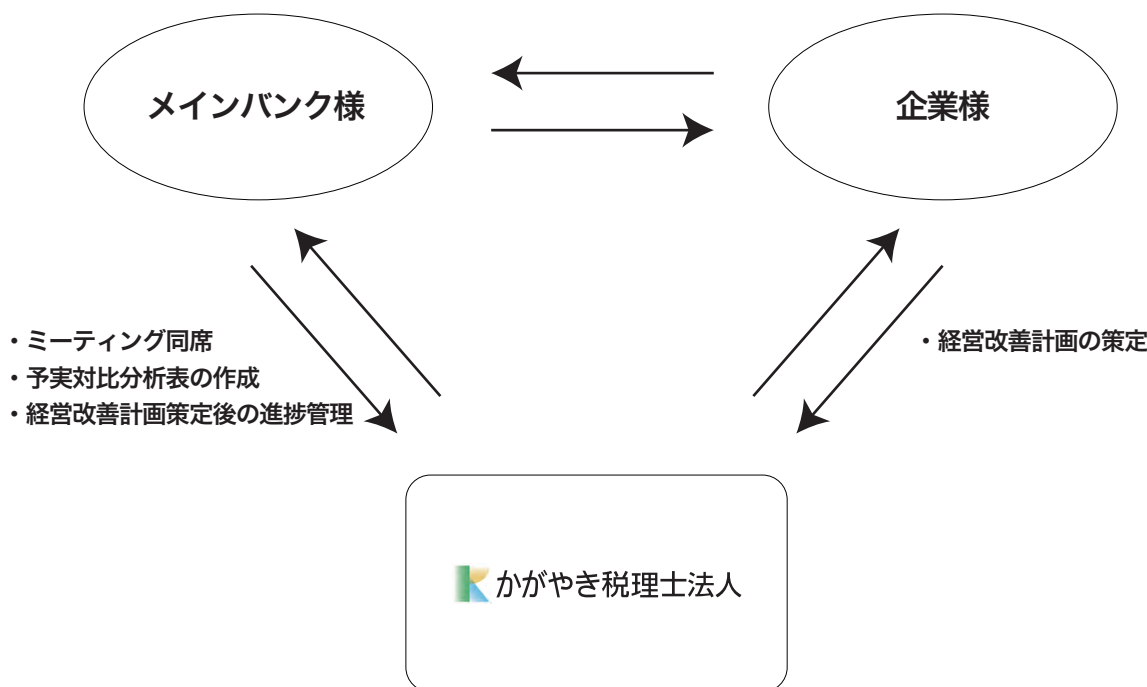 メインバンク様
企業様
・ミーティング同席
・予実対比分析表の作成
・経営改善計画策定後の進捗管理
・経営改善計画の策定
かがやき税理士法人